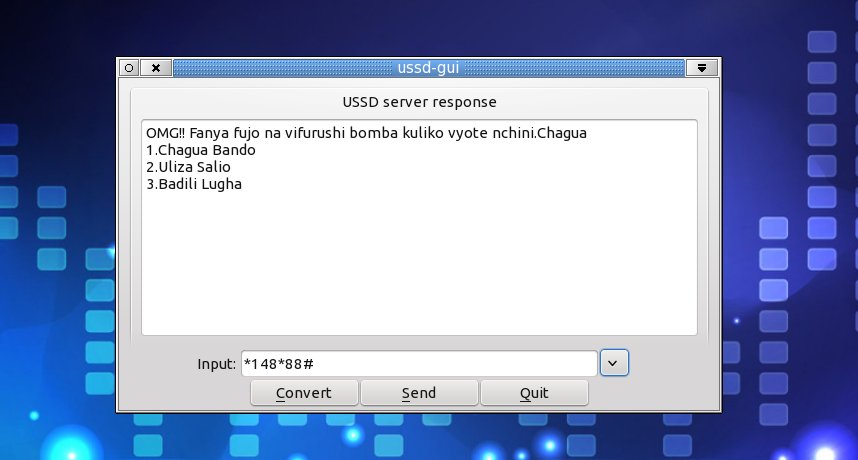 ussd-gui
USSD server response
OMG!! Fanya fujo na vifurushi bomba kuliko vyote nchini.Chagua
1.Chagua Bando
2.Uliza Salio
3.Badili Lugha
Input: *148*88#
Convert Send Quit